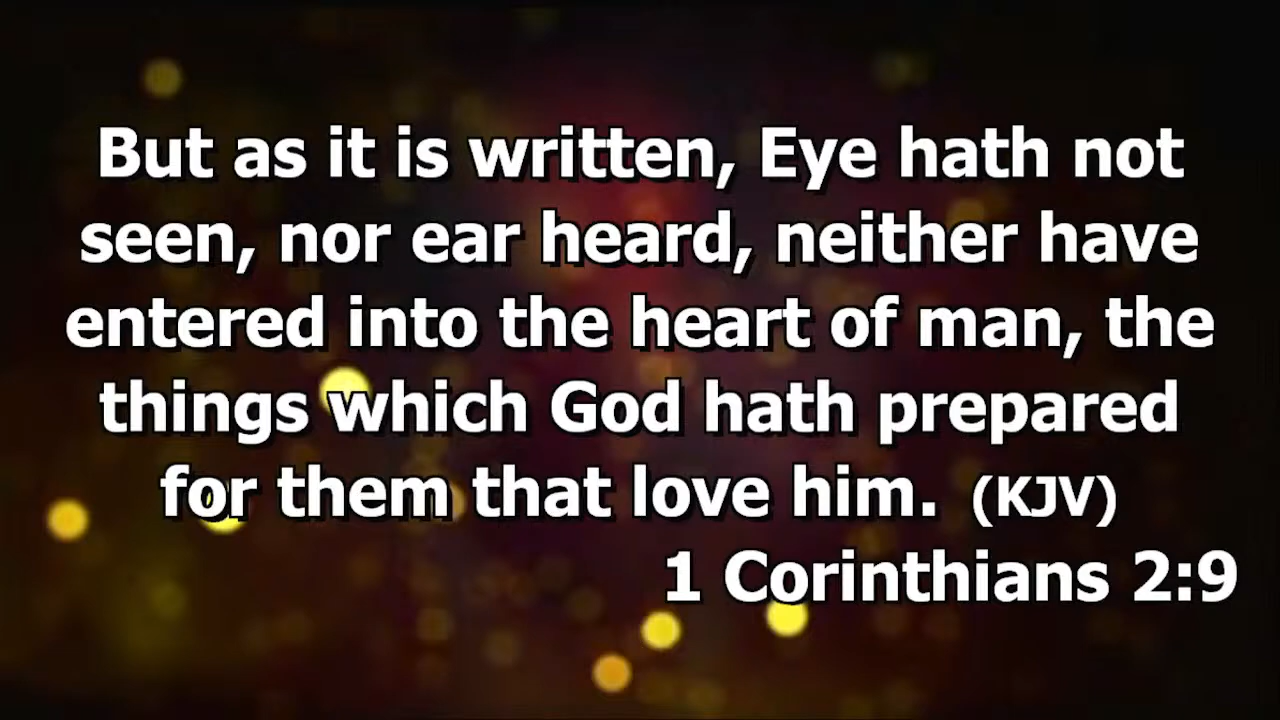 But as it is written, Eye hath not
seen, nor ear heard, neither have
entered into the heart of man, the
things which God hath prepared
for them that love him. (KJV)
1 Corinthians 2:9